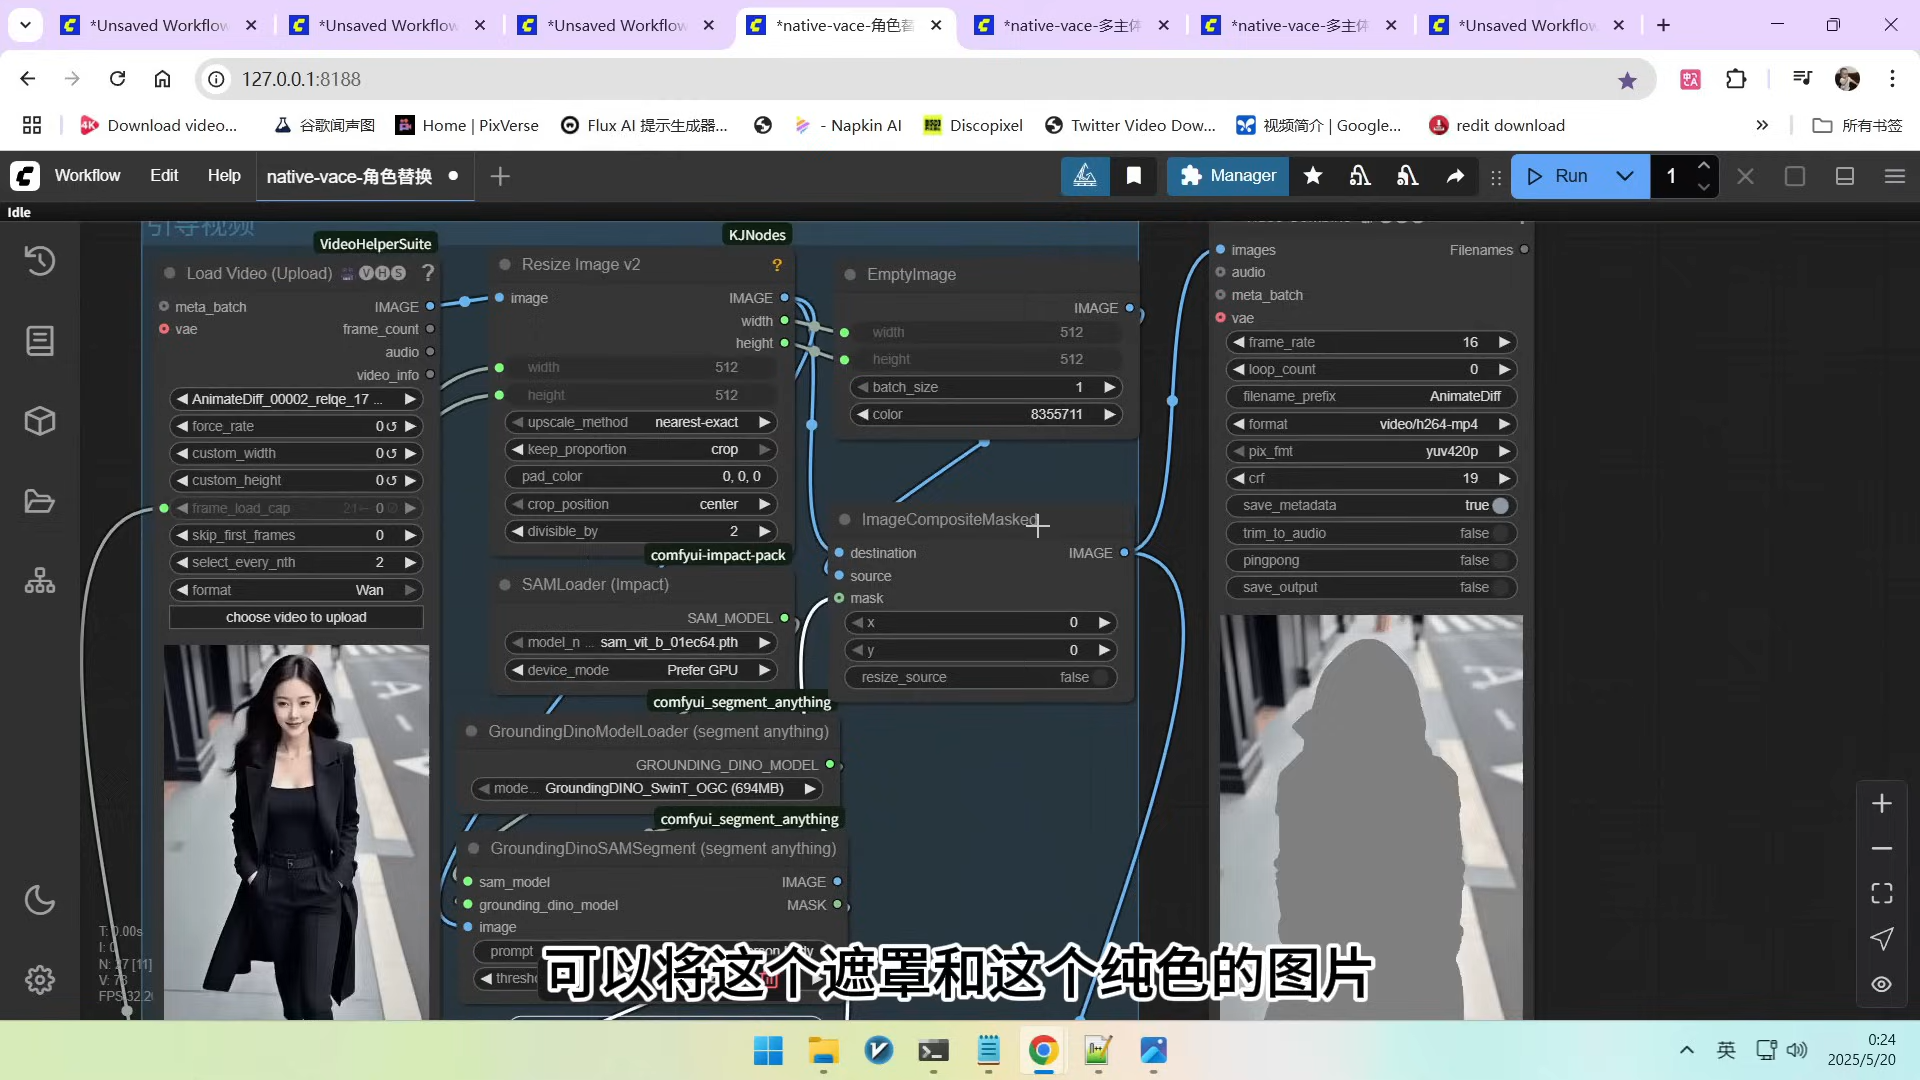 *Unsaved Workflow
*Unsaved Workflow
*Unsaved Workflow
*native-vace-角色替
*native-vace-多主体
*native-vace-多主体
*Unsaved Workflow
127.0.0.1:8188
Download video...
谷歌闻声图
Home | PixVerse
Flux AI 提示生成器...
- Napkin AI
Discopixel
Twitter Video Dow...
视频简介 | Google...
redit download
所有书签
Workflow
Edit
Help
native-vace-角色替换
Manager
Run
1
Idle
引导视频
VideoHelperSuite
Load Video (Upload) VHS ?
meta_batch IMAGE
vae frame_count
audio
video_info
AnimateDiff_00002_relqe_17 ...
force_rate 0
custom_width 0
custom_height 0
frame_load_cap
skip_first_frames 0
select_every_nth 2
format Wan
choose video to upload
KJNodes
Resize Image v2 ?
image IMAGE
width
height
width 512
height 512
upscale_method nearest-exact
keep_proportion crop
pad_color 0, 0, 0
crop_position center
divisible_by 2
comfyui-impact-pack
SAMLoader (Impact)
SAM_MODEL
model_n ... sam_vit_b_01ec64.pth
device_mode Prefer GPU
comfyui_segment_anything
GroundingDinoModelLoader (segment anything)
GROUNDING_DINO_MODEL
mode... GroundingDINO_SwinT_OGC (694MB)
comfyui_segment_anything
GroundingDinoSAMSegment (segment anything)
sam_model IMAGE
grounding_dino_model MASK
image
prompt
EmptyImage
IMAGE
width 512
height 512
batch_size 1
color 8355711
ImageCompositeMasked
destination IMAGE
source
mask
x 0
y 0
resize_source false
images Filenames
audio
meta_batch
vae
frame_rate 16
loop_count 0
filename_prefix AnimateDiff
format video/h264-mp4
pix_fmt yuv420p
crf 19
save_metadata true
trim_to_audio false
pingpong false
save_output false
T: 0.00s
N: 27 [11]
可以将这个遮罩和这个纯色的图片
英
0:24
2025/5/20